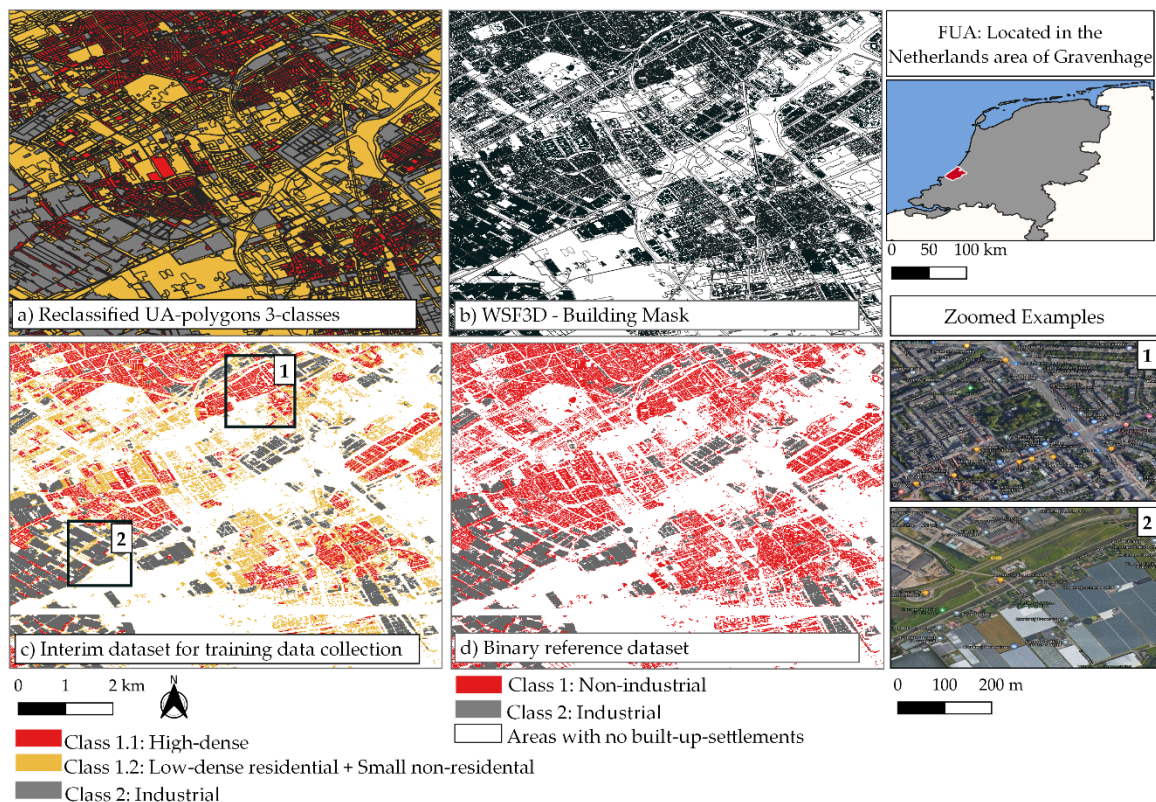 a) Reclassified UA-polygons 3-classes
b) WSF3D - Building Mask
FUA: Located in the
Netherlands area of Gravenhage
0 50 100 km
Zoomed Examples
1
2
1
2
c) Interim dataset for training data collection
d) Binary reference dataset
0 1 2 km
N
Class 1.1: High-dense
Class 1.2: Low-dense residential + Small non-residental
Class 2: Industrial
Class 1: Non-industrial
Class 2: Industrial
Areas with no built-up-settlements
0 100 200 m